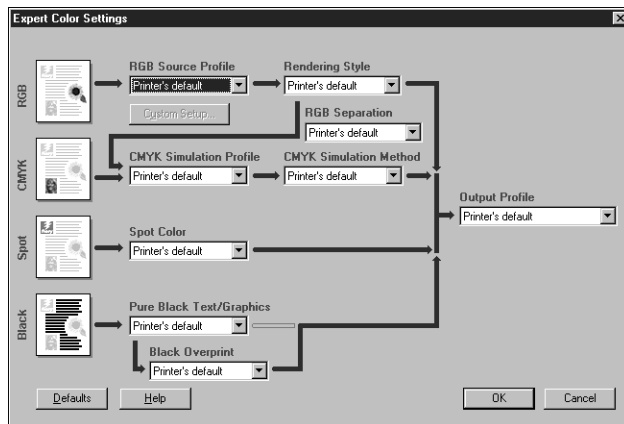 Expert Color Settings
RGB
RGB Source Profile
Printer's default
Custom Setup...
Rendering Style
Printer's default
RGB Separation
Printer's default
CMYK
CMYK Simulation Profile
Printer's default
CMYK Simulation Method
Printer's default
Output Profile
Printer's default
Spot
Spot Color
Printer's default
Black
Pure Black Text/Graphics
Printer's default
Black Overprint
Printer's default
Defaults
Help
OK
Cancel